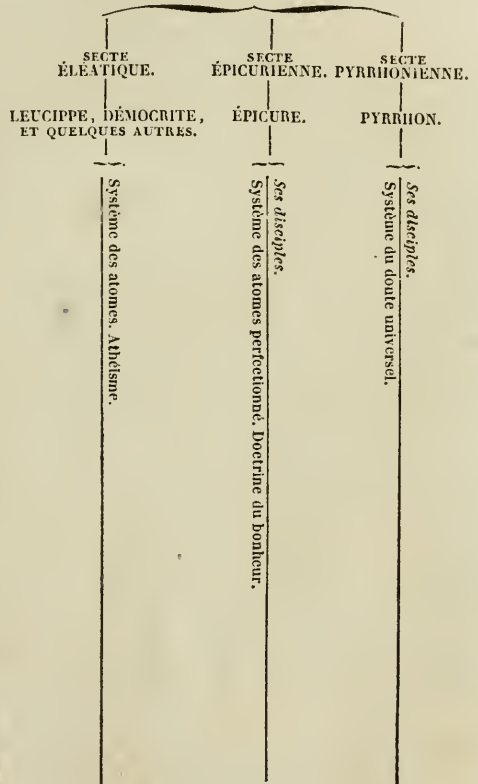 SECTE
ÉLÉATIQUE.
LEUCIPPE, DÉMOCRITE,
ET QUELQUES AUTRES.
Système des atomes. Athéisme.
SECTE
ÉPICURIENNE.
ÉPICURE.
Ses disciples.
Système des atomes perfectionné. Doctrine du bonheur.
SECTE
PYRRHONIENNE.
PYRRHON.
Ses disciples.
Système du doute universel.